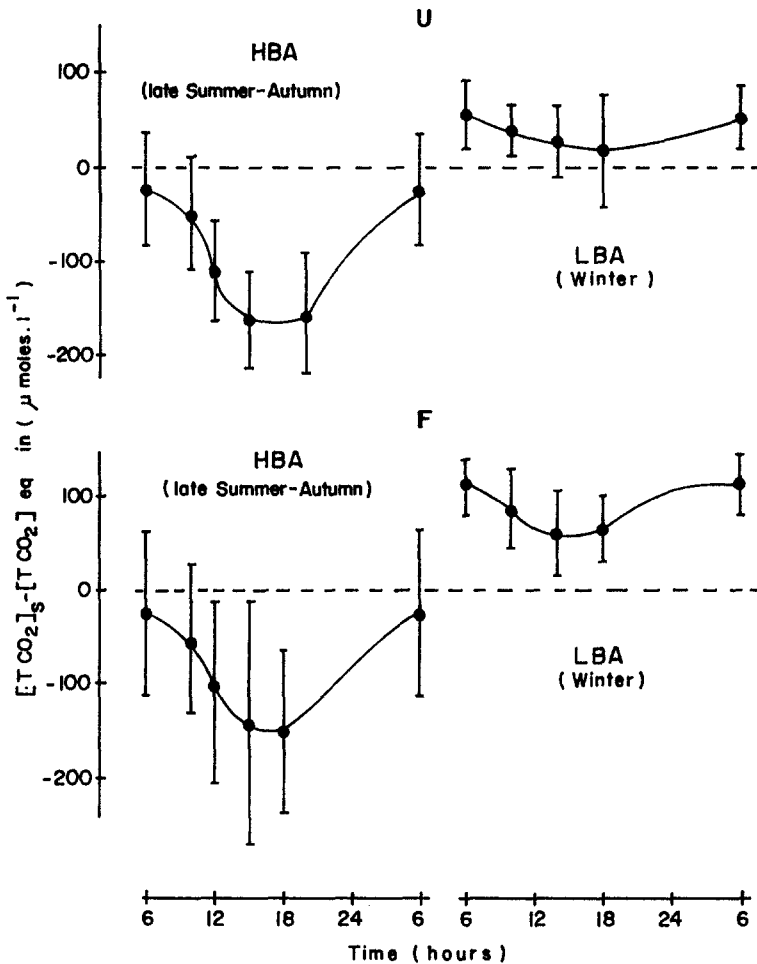 U
HBA
(late Summer-Autumn)
100
0
-100
-200
LBA
(Winter)
F
HBA
(late Summer-Autumn)
100
0
-100
-200
LBA
(Winter)
[TCO2]S-[TCO2] eq in (μmoles.l-1)
6 12 18 24 6
6 12 18 24 6
Time (hours)